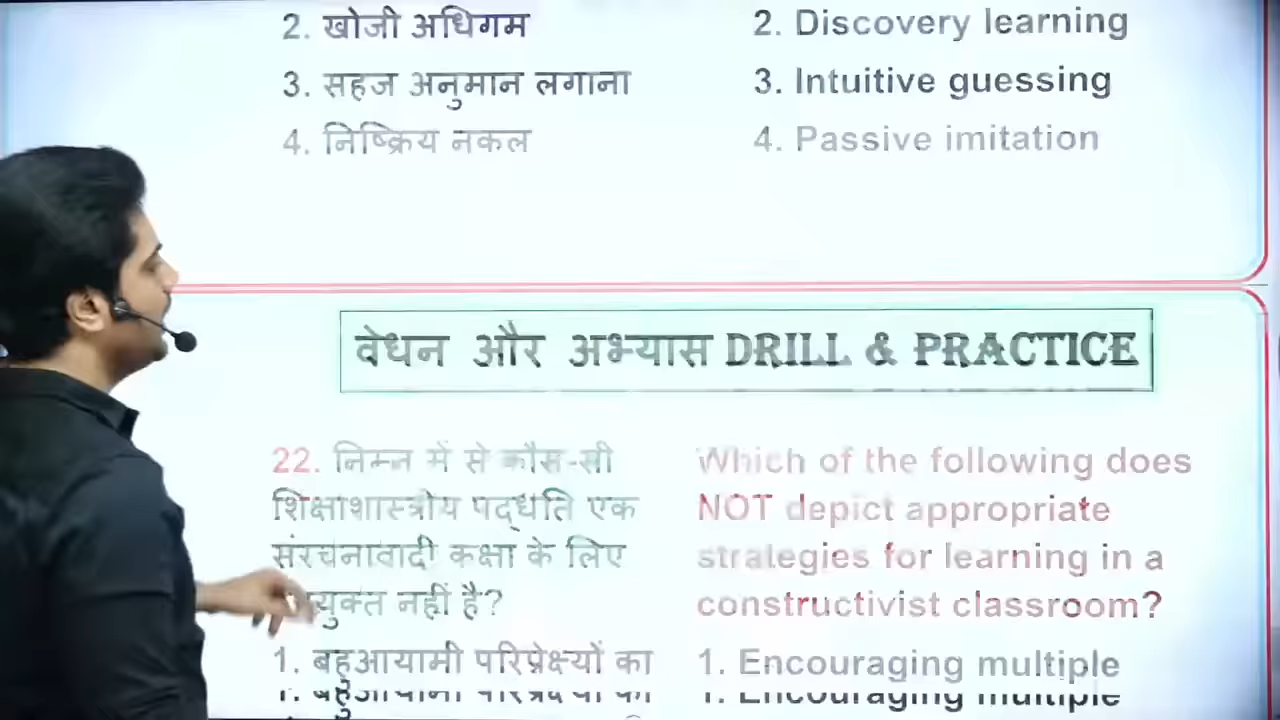 2. खोजी अधिगम
2. Discovery learning
3. सहज अनुमान लगाना
3. Intuitive guessing
4. निष्क्रिय नकल
4. Passive imitation
वेधन और अभ्यास DRILL & PRACTICE
22. निम्न में से कौस-सी
शिक्षाशास्त्रीय पद्धति एक
संरचनावादी कक्षा के लिए
युक्त नहीं है?
Which of the following does
NOT depict appropriate
strategies for learning in a
constructivist classroom?
1. बहुआयामी परिप्रेक्ष्यों का
1. Encouraging multiple